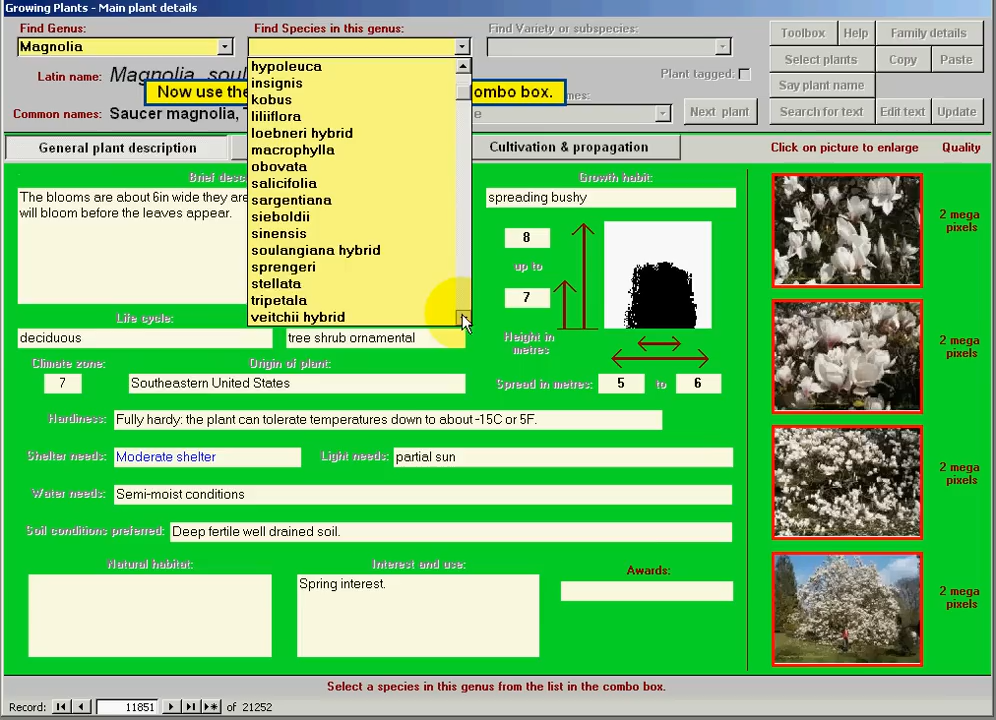 Growing Plants - Main plant details
Find Genus:
Magnolia
Find Species in this genus:
Find Variety or subspecies:
Latin name:
Magnolia soul
Plant tagged:
Now use the
ombo box.
mes:
Common names:
Saucer magnolia,
e
Next plant
Toolbox
Help
Family details
Select plants
Copy
Paste
Say plant name
Search for text
Edit text
Update
hypoleuca
insignis
kobus
liliiflora
loebneri hybrid
macrophylla
obovata
salicifolia
sargentiana
sieboldii
sinensis
soulangiana hybrid
sprengeri
stellata
tripetala
veitchii hybrid
General plant description
Cultivation & propagation
Click on picture to enlarge
Quality
Brief desc
The blooms are about 6in wide they are
will bloom before the leaves appear.
Growth habit:
spreading bushy
8
up to
7
Height in
metres
Spread in metres:
5
to
6
Life cycle:
deciduous
tree shrub ornamental
Climate zone:
7
Origin of plant:
Southeastern United States
Hardiness:
Fully hardy: the plant can tolerate temperatures down to about -15C or 5F.
Shelter needs:
Moderate shelter
Light needs:
partial sun
Water needs:
Semi-moist conditions
Soil conditions preferred:
Deep fertile well drained soil.
Natural habitat:
Interest and use:
Spring interest.
Awards:
2 mega
pixels
2 mega
pixels
2 mega
pixels
2 mega
pixels
Select a species in this genus from the list in the combo box.
Record:
11851
of 21252